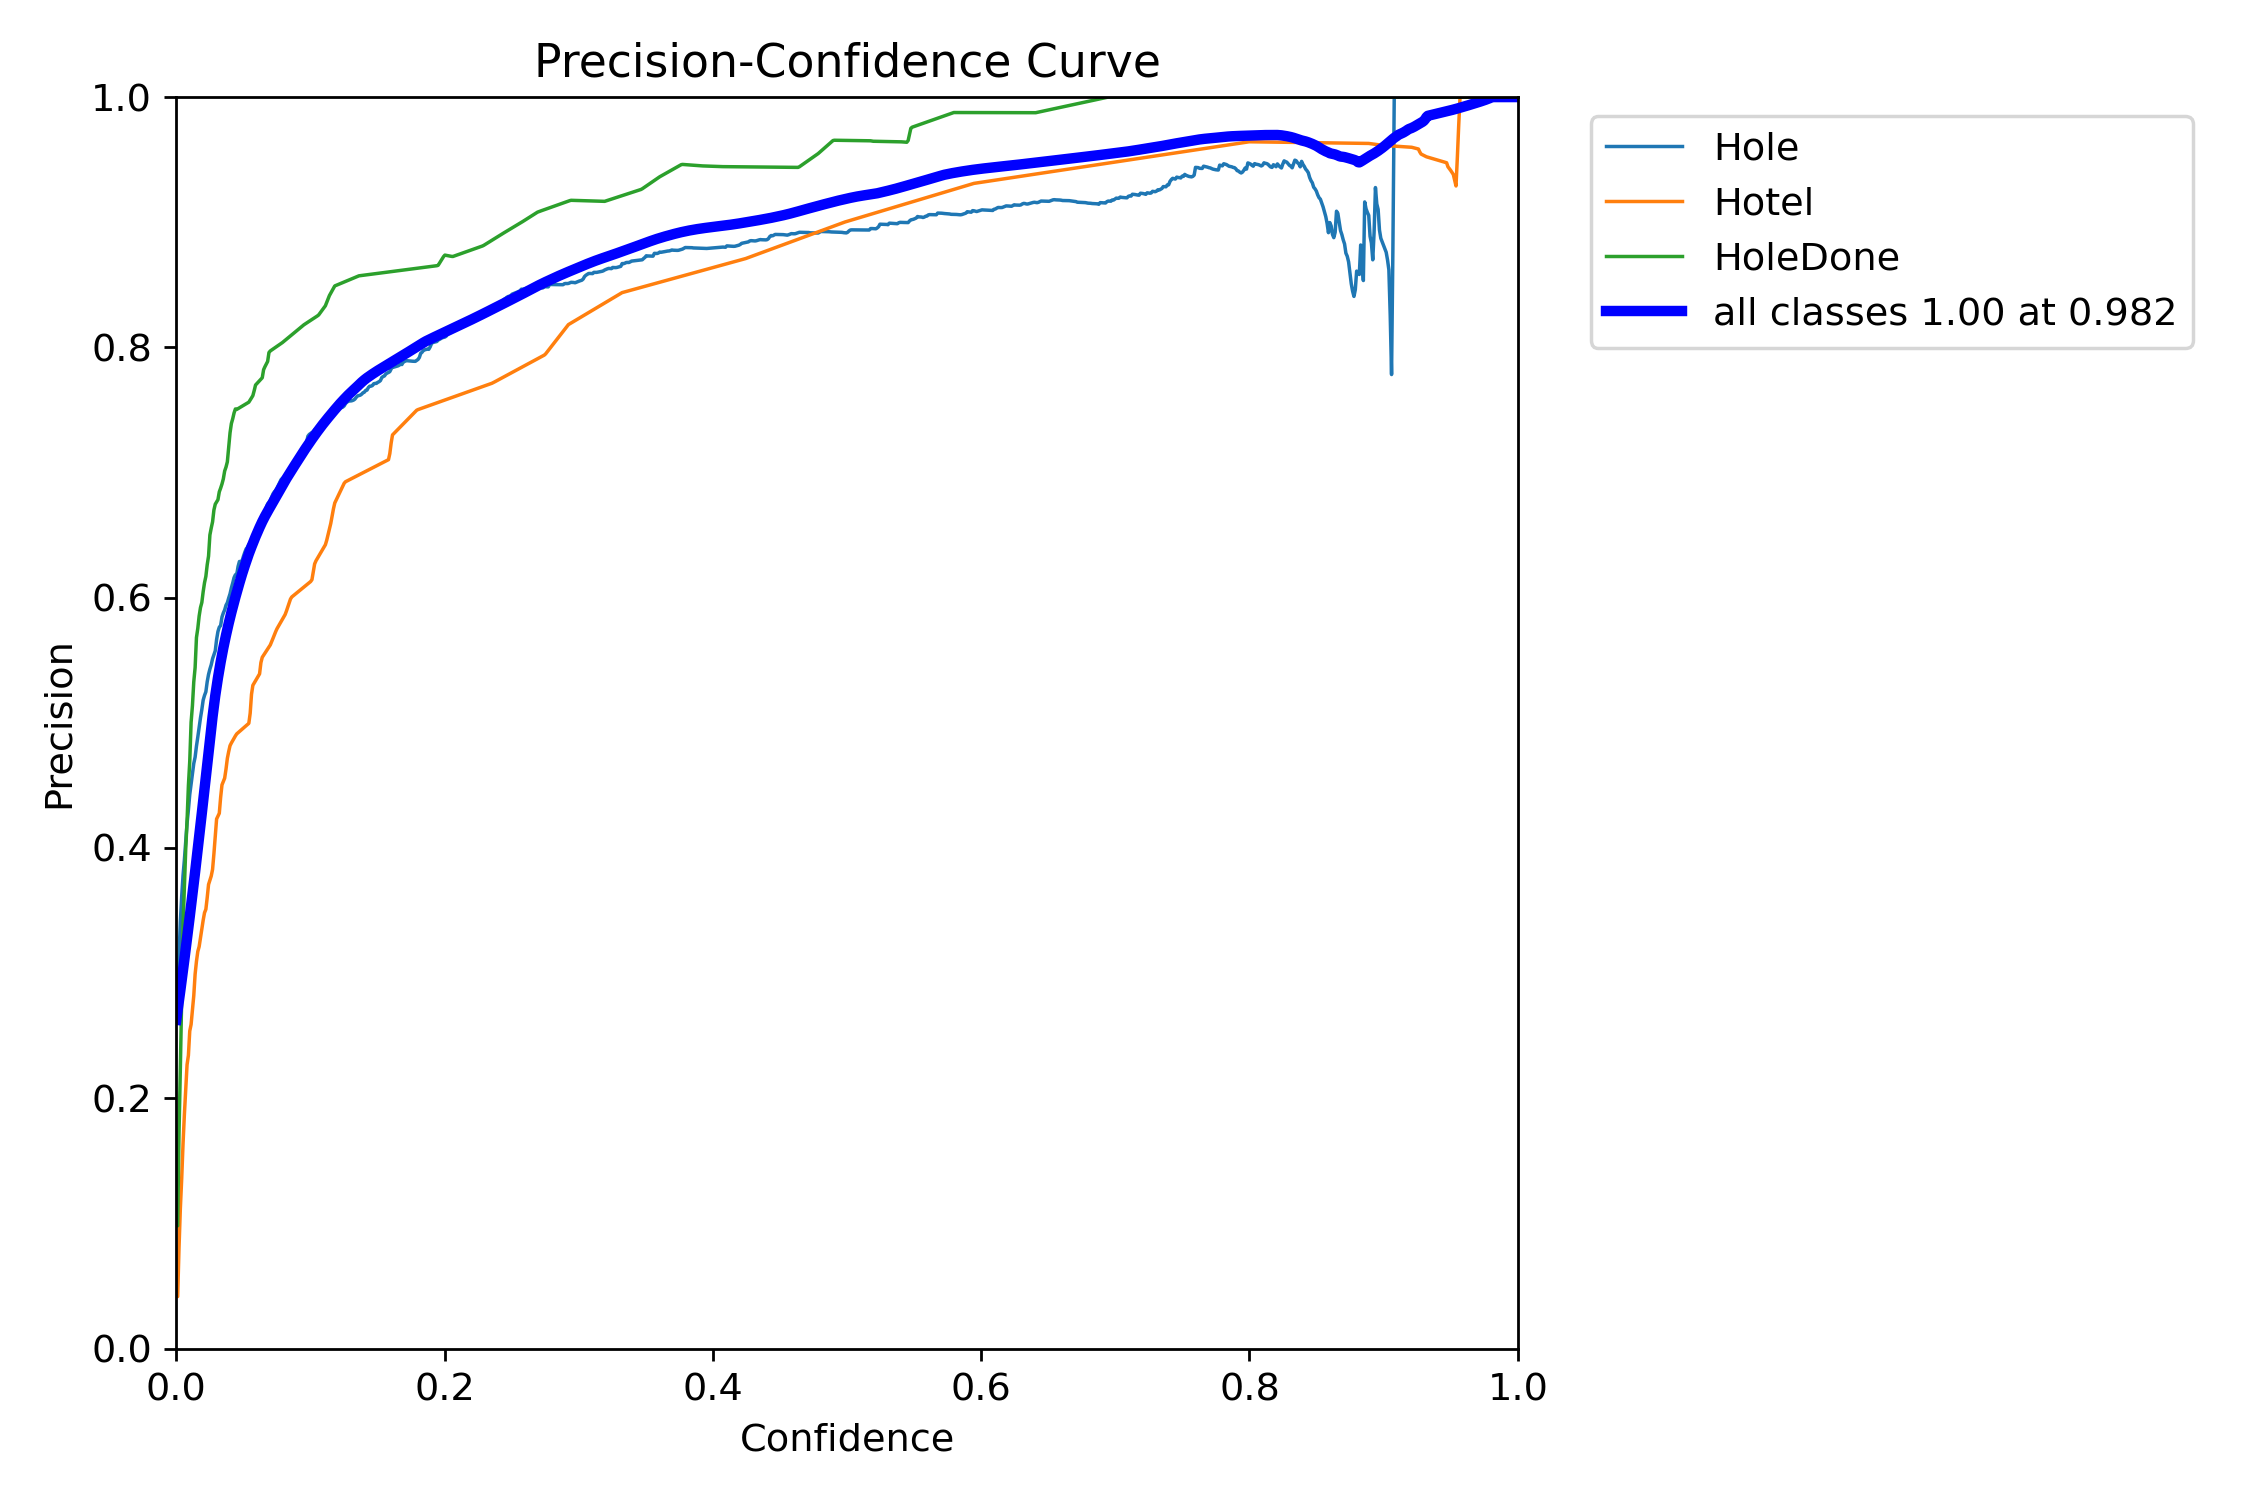 Precision-Confidence Curve
1.0
0.8
0.6
0.4
0.2
0.0
Precision
0.0 0.2 0.4 0.6 0.8 1.0
Confidence
Hole
Hotel
HoleDone
all classes 1.00 at 0.982